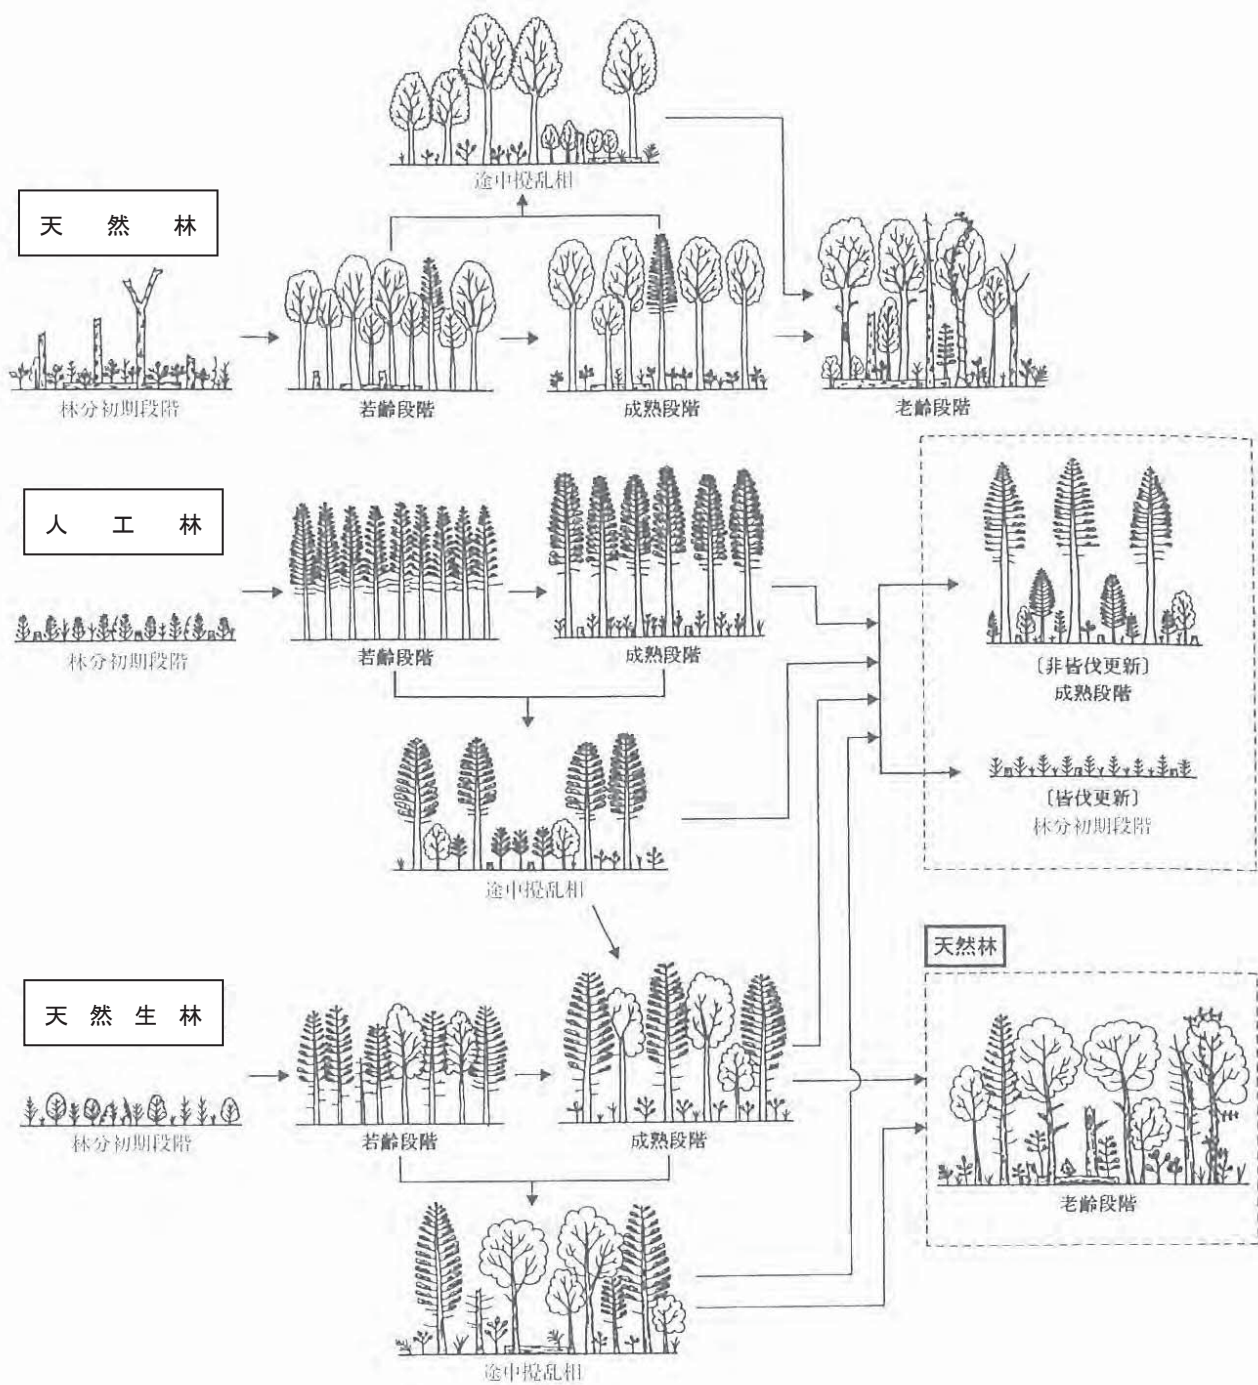 途中攪乱相
天然林
林分初期段階
若齢段階
成熟段階
老齢段階
人工林
林分初期段階
若齢段階
成熟段階
〔非皆伐更新〕
成熟段階
〔皆伐更新〕
林分初期段階
途中攪乱相
天然林
天然生林
林分初期段階
若齢段階
成熟段階
老齢段階
途中攪乱相